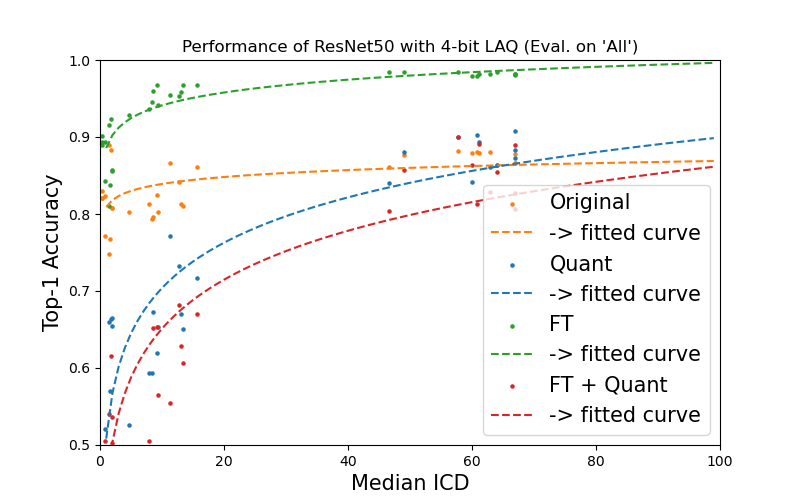 Performance of ResNet50 with 4-bit LAQ (Eval. on 'All')
1.0
0.9
0.8
0.7
0.6
0.5
Top-1 Accuracy
Original
-> fitted curve
Quant
-> fitted curve
FT
-> fitted curve
FT + Quant
-> fitted curve
0 20 40 60 80 100
Median ICD